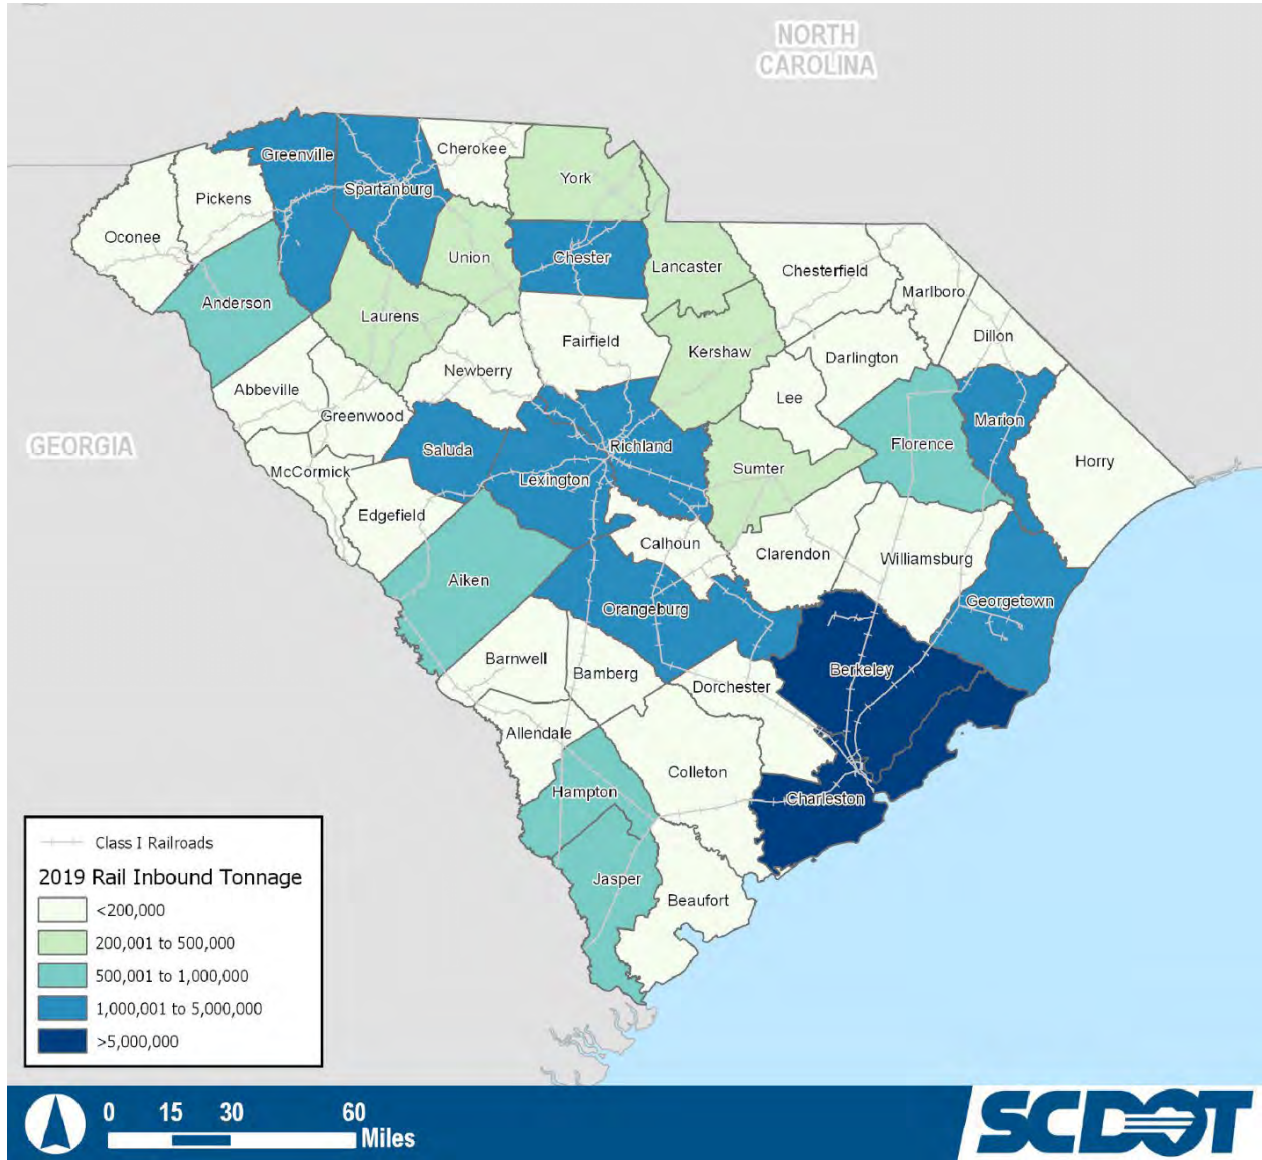 NORTH
CAROLINA
Cherokee
Greenville
York
Spartanburg
Pickens
Oconee
Union
Chester
Lancaster
Chesterfield
Marlboro
Anderson
Laurens
Fairfield
Kershaw
Dillon
Darlington
Newberry
Abbeville
Lee
Greenwood
Marion
GEORGIA
Saluda
Richland
Florence
McCormick
Lexington
Sumter
Horry
Edgefield
Calhoun
Clarendon
Williamsburg
Aiken
Orangeburg
Georgetown
Barnwell
Bamberg
Dorchester
Berkeley
Allendale
Colleton
Hampton
Charleston
Jasper
Beaufort
Class I Railroads
2019 Rail Inbound Tonnage
<200,000
200,001 to 500,000
500,001 to 1,000,000
1,000,001 to 5,000,000
>5,000,000
0 15 30 60
Miles
SCDOT